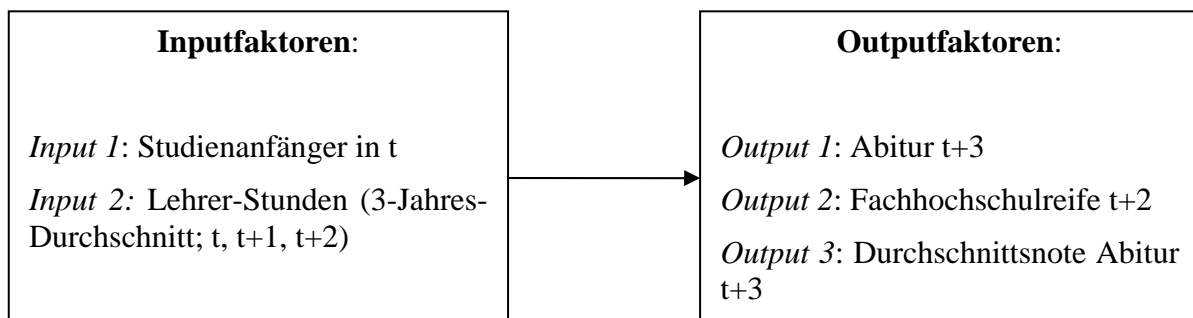 Inputfaktoren:
Input 1: Studienanfänger in t
Input 2: Lehrer-Stunden (3-Jahres-
Durchschnitt; t, t+1, t+2)
Outputfaktoren:
Output 1: Abitur t+3
Output 2: Fachhochschulreife t+2
Output 3: Durchschnittsnote Abitur
t+3